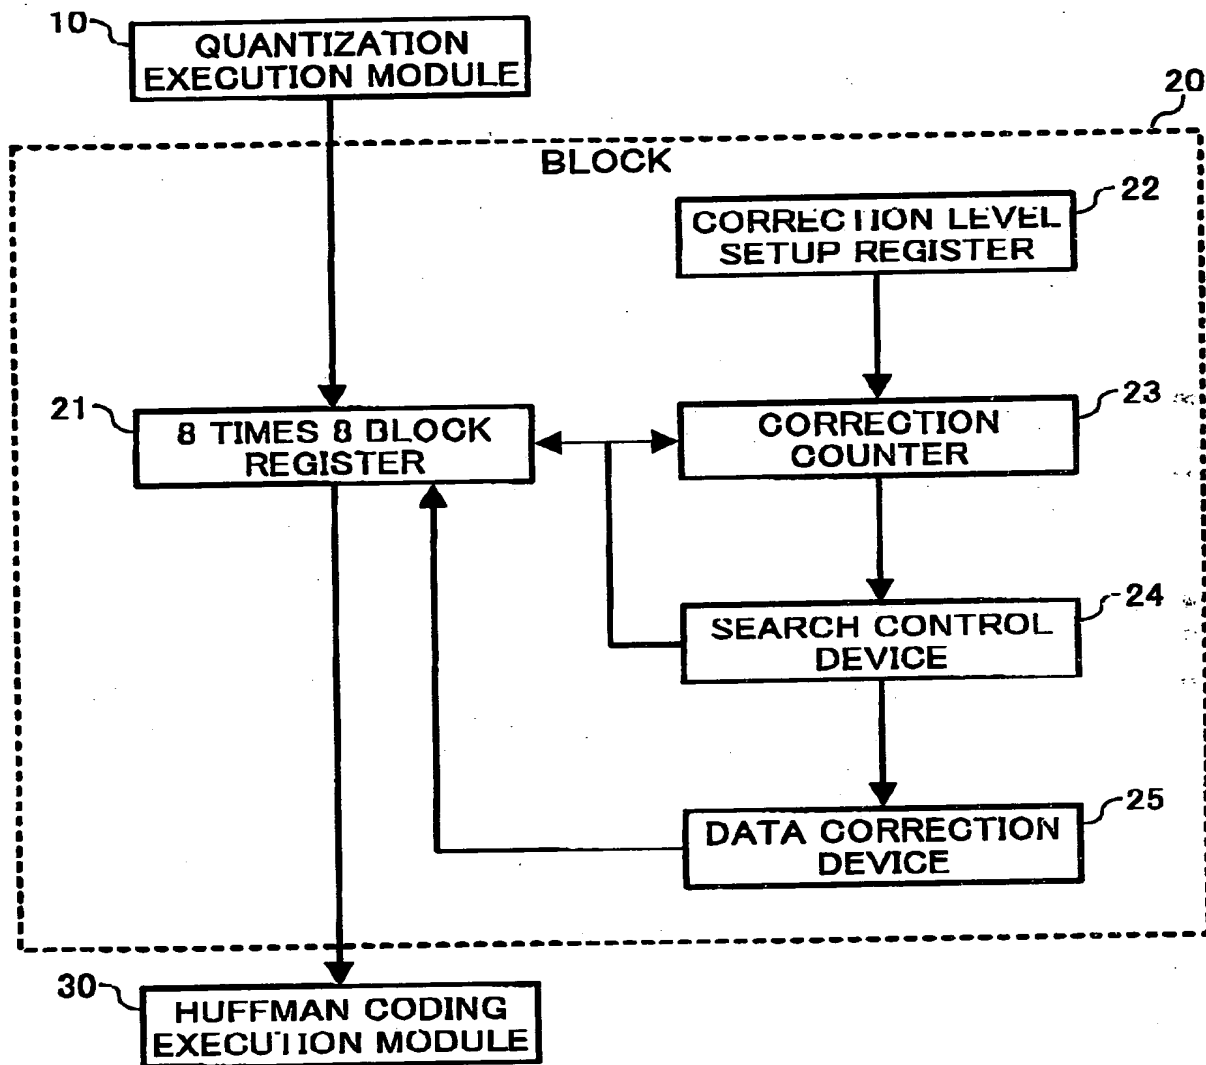 10
QUANTIZATION
EXECUTION MODULE
20
BLOCK
22
CORRECTION LEVEL
SETUP REGISTER
21
8 TIMES 8 BLOCK
REGISTER
23
CORRECTION
COUNTER
24
SEARCH CONTROL
DEVICE
25
DATA CORRECTION
DEVICE
30
HUFFMAN CODING
EXECUTION MODULE